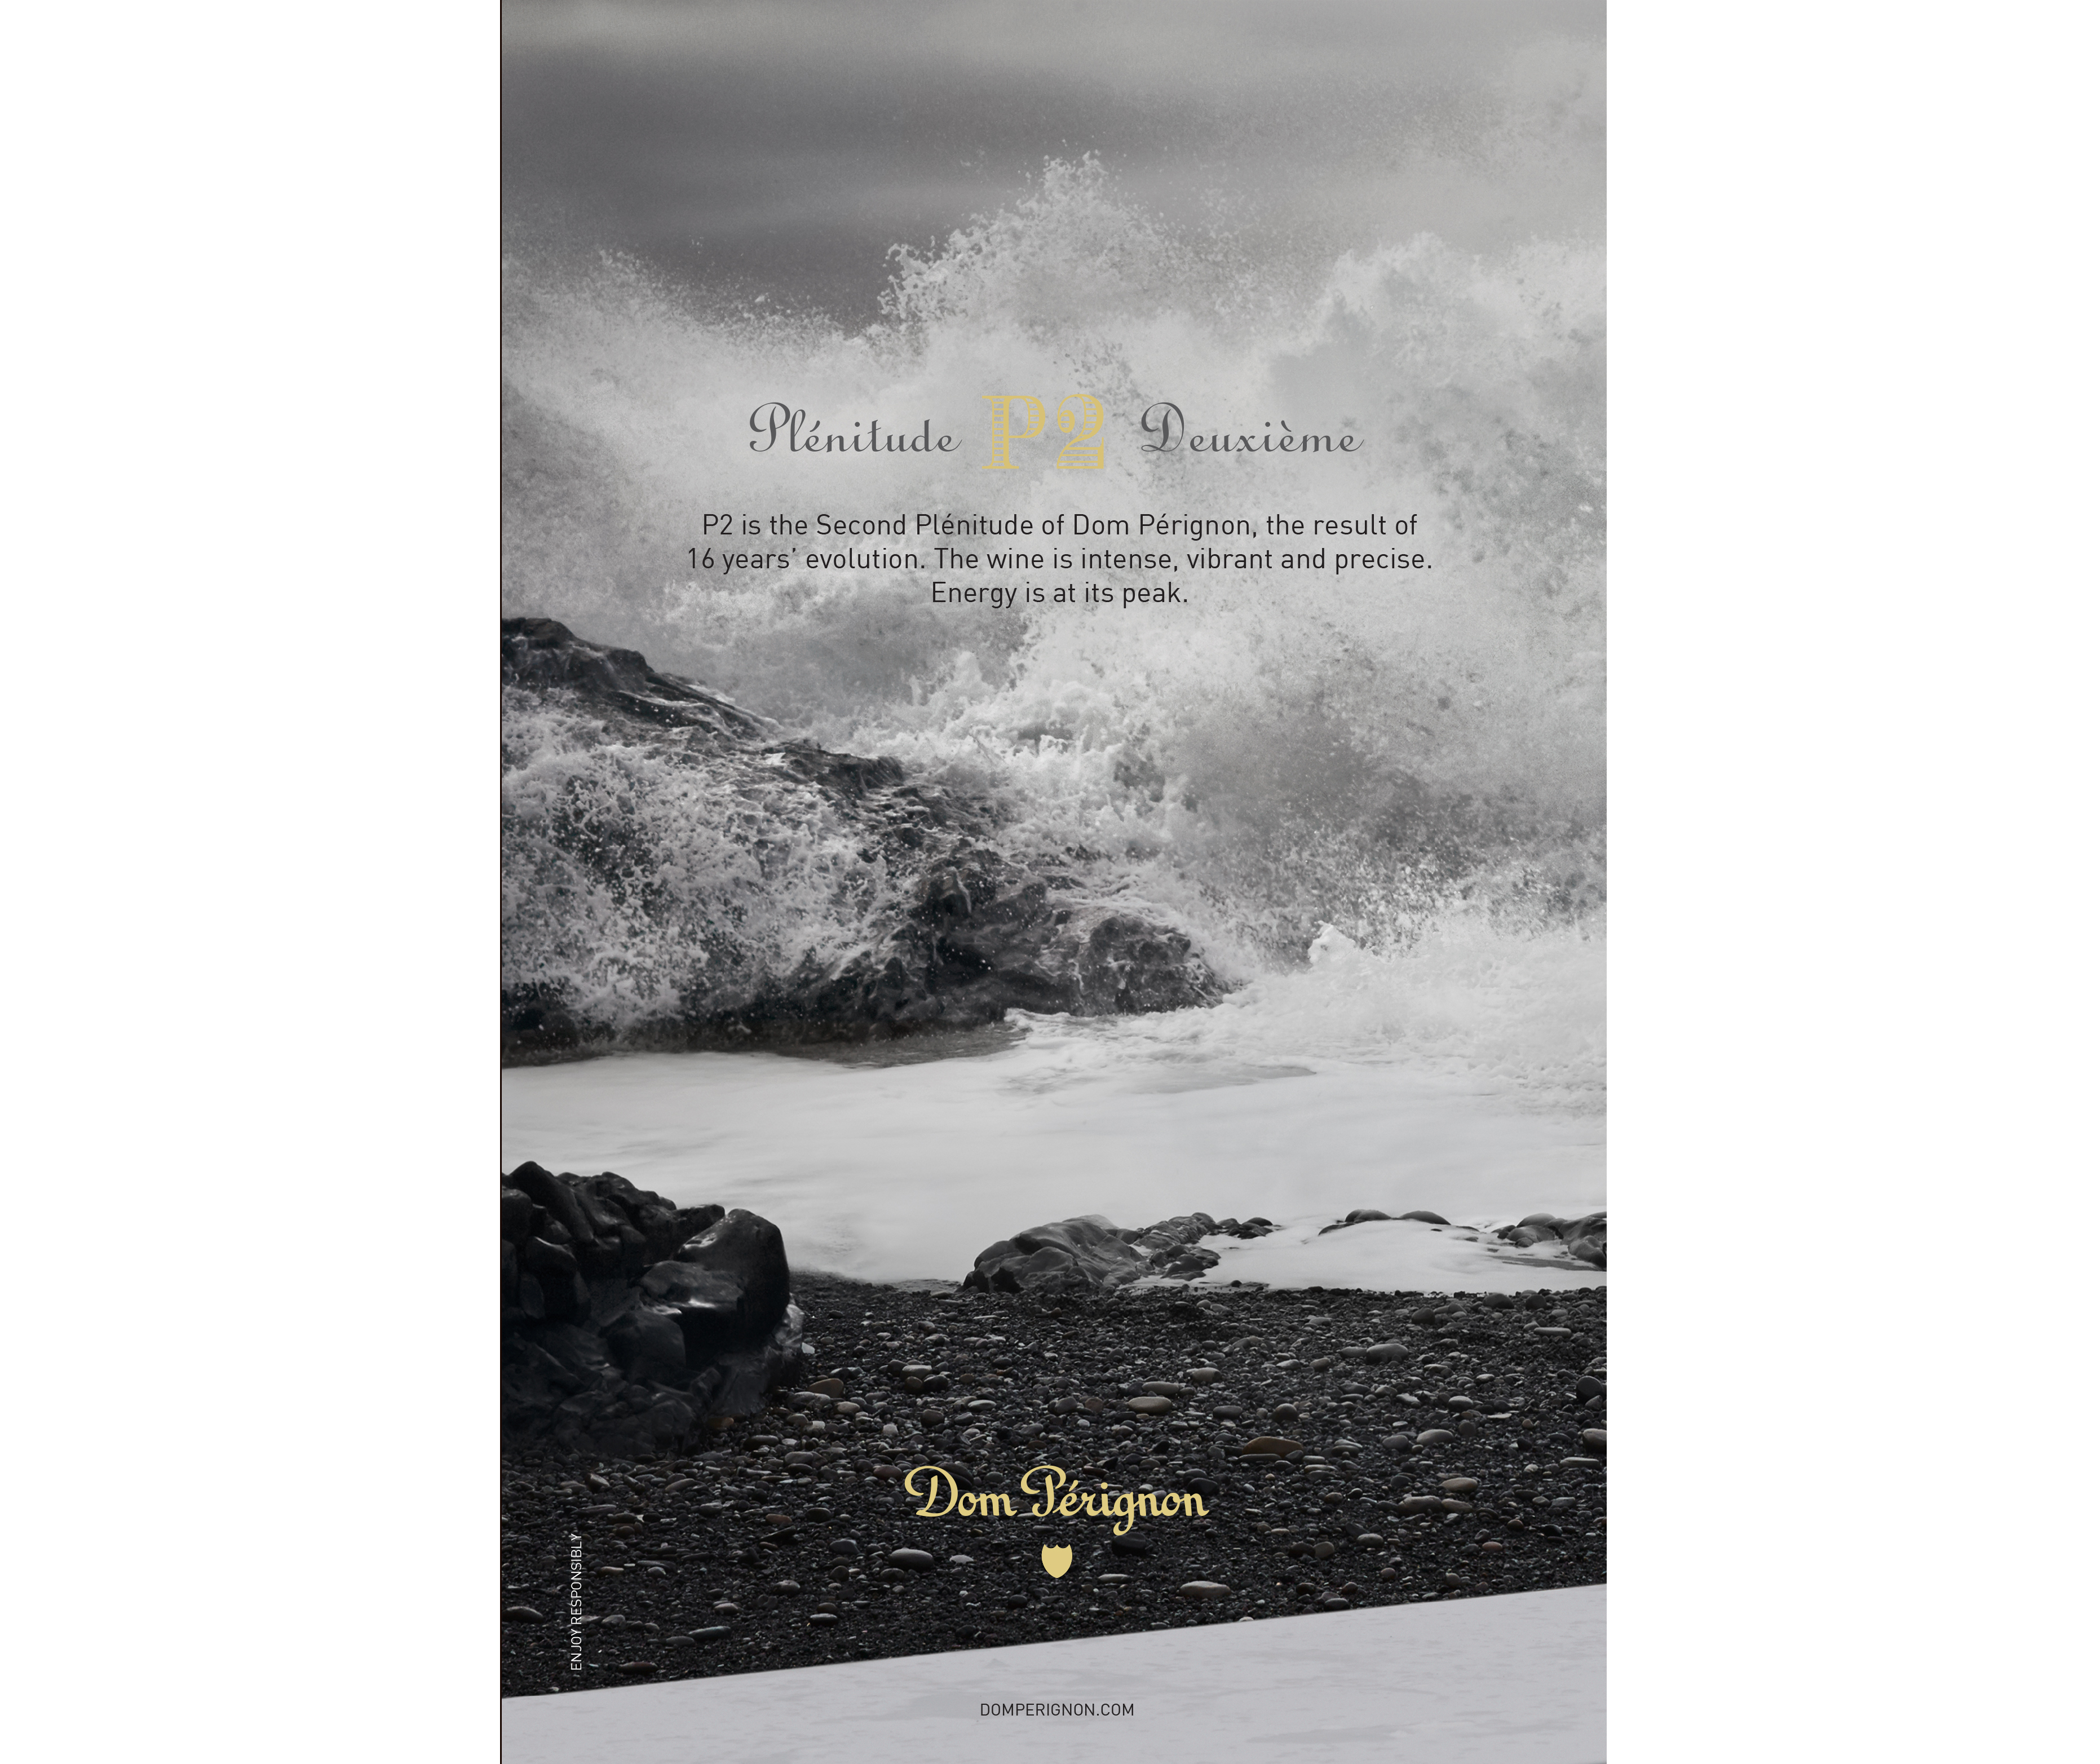 Plénitude P2 Deuxième
P2 is the Second Plénitude of Dom Pérignon, the result of
16 years’ evolution. The wine is intense, vibrant and precise.
Energy is at its peak.
Dom Pérignon
ENJOY RESPONSIBLY
DOMPERIGNON.COM